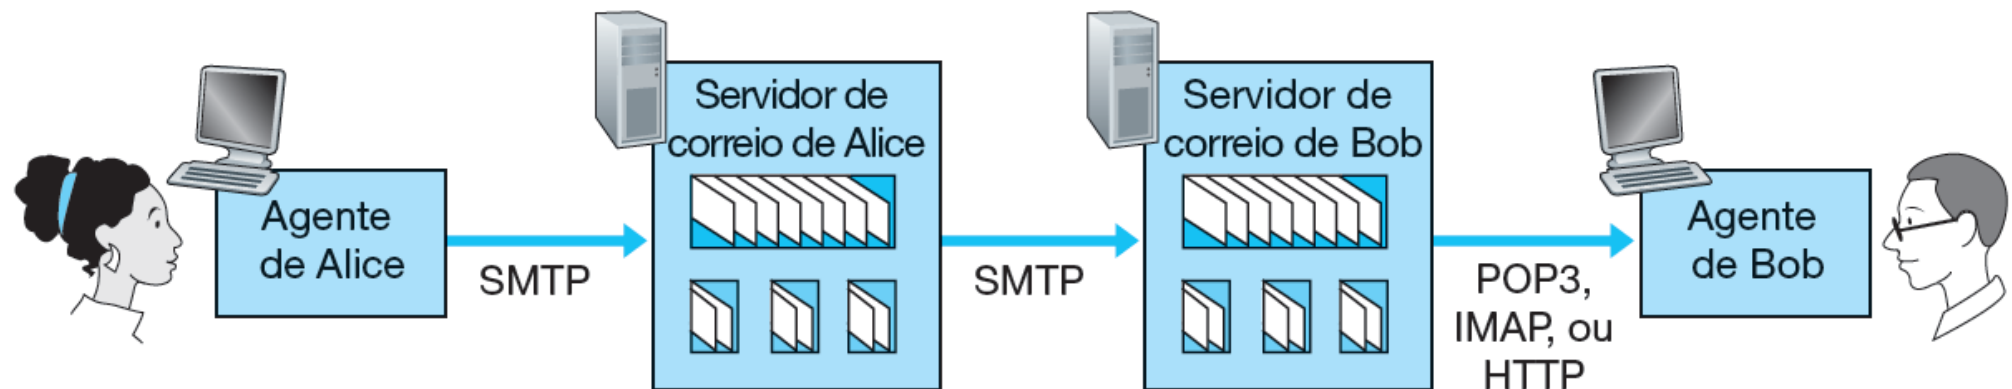 Agente
de Alice
SMTP
Servidor de
correio de Alice
SMTP
Servidor de
correio de Bob
POP3,
IMAP, ou
HTTP
Agente
de Bob